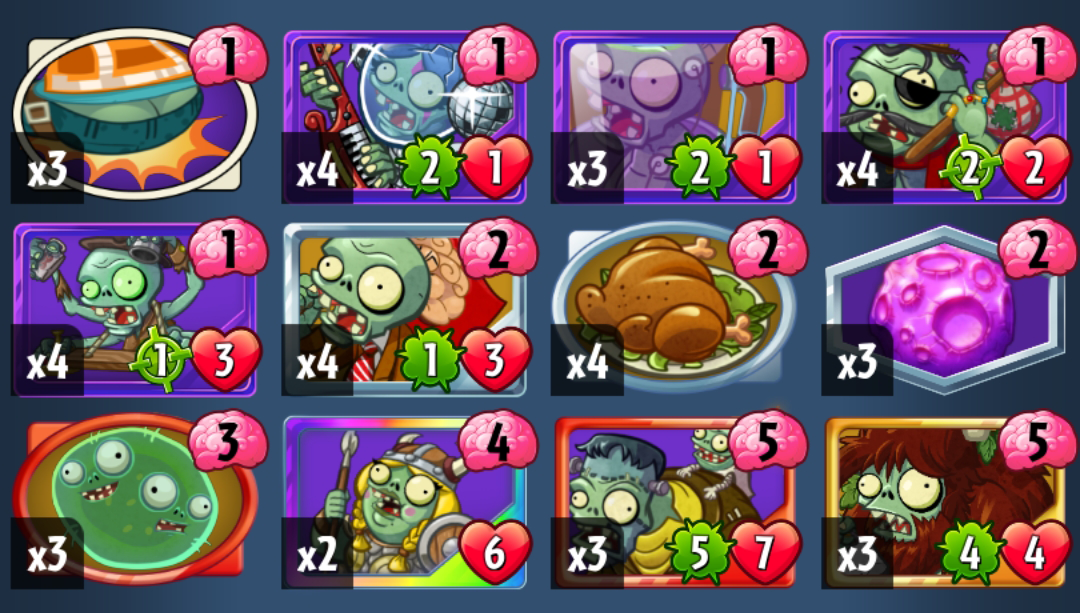 1 1 1 1
x3 x4 2 1 x3 2 1 x4 2 2
1 2 2 2
x4 1 3 x4 1 3 x4 x3
3 4 5 5
x3 x2 6 x3 5 7 x3 4 4